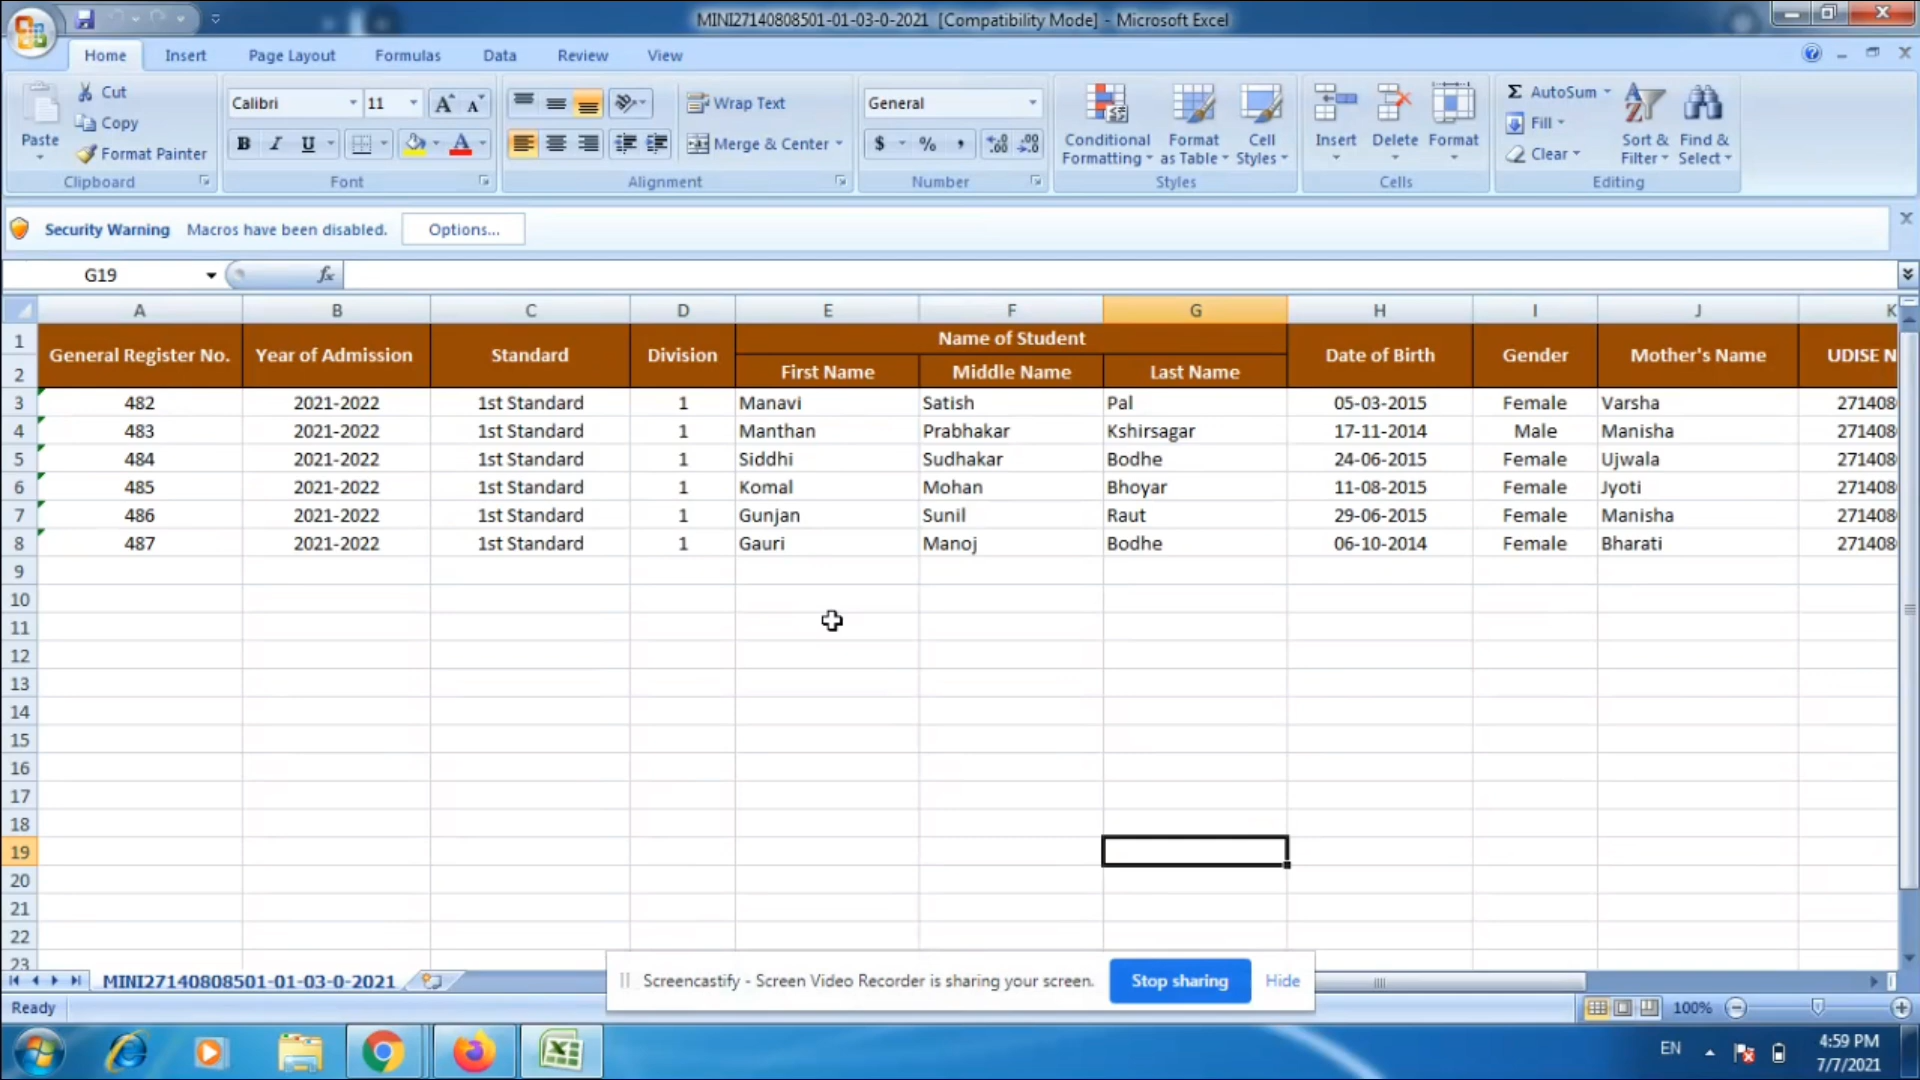 MINI27140808501-01-03-0-2021 [Compatibility Mode] - Microsoft Excel
Home Insert Page Layout Formulas Data Review View
Paste Cut Copy Format Painter Clipboard
Calibri 11 B I U Font
Wrap Text Merge & Center Alignment
General $ % , Number
Conditional Formatting Format as Table Cell Styles Styles
Insert Delete Format Cells
Σ AutoSum Fill Clear Sort & Filter Find & Select Editing
Security Warning Macros have been disabled. Options...
G19 fx
A B C D E F G H I J K
1 General Register No. Year of Admission Standard Division Name of Student Date of Birth Gender Mother's Name UDISE N
2 First Name Middle Name Last Name
3 482 2021-2022 1st Standard 1 Manavi Satish Pal 05-03-2015 Female Varsha 271408
4 483 2021-2022 1st Standard 1 Manthan Prabhakar Kshirsagar 17-11-2014 Male Manisha 271408
5 484 2021-2022 1st Standard 1 Siddhi Sudhakar Bodhe 24-06-2015 Female Ujwala 271408
6 485 2021-2022 1st Standard 1 Komal Mohan Bhoyar 11-08-2015 Female Jyoti 271408
7 486 2021-2022 1st Standard 1 Gunjan Sunil Raut 29-06-2015 Female Manisha 271408
8 487 2021-2022 1st Standard 1 Gauri Manoj Bodhe 06-10-2014 Female Bharati 271408
9
10
11
12
13
14
15
16
17
18
19
20
21
22
23
MINI27140808501-01-03-0-2021
Screencastify - Screen Video Recorder is sharing your screen. Stop sharing Hide
Ready 100%
EN 4:59 PM
7/7/2021